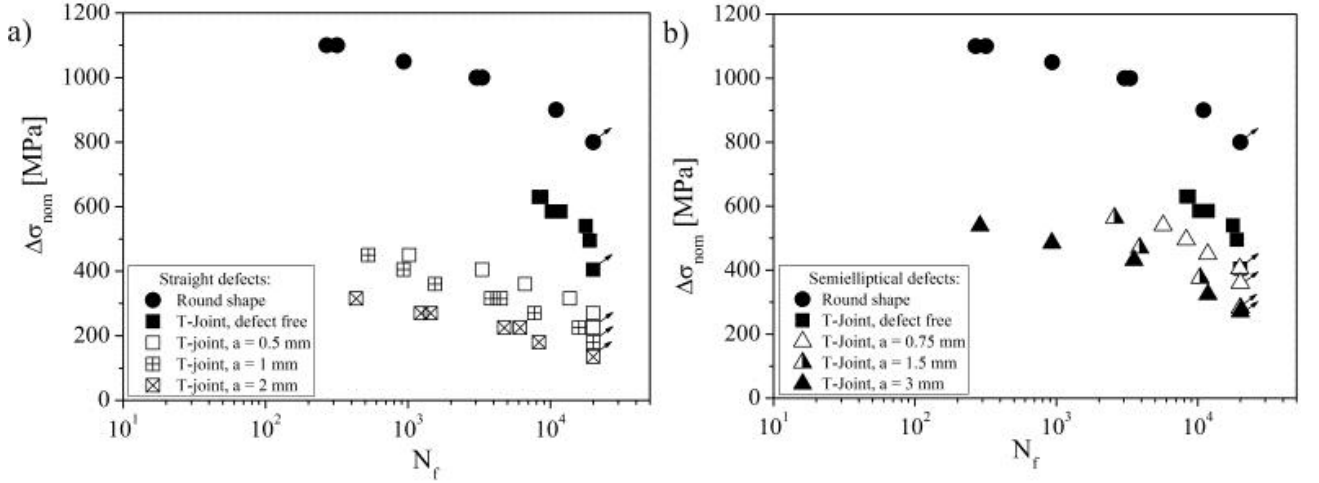 a)
1200
1000
800
600
400
200
0
Δσnom [MPa]
Straight defects:
Round shape
T-Joint, defect free
T-joint, a = 0.5 mm
T-joint, a = 1 mm
T-joint, a = 2 mm
10¹ 10² 10³ 10⁴
Nf
b)
1200
1000
800
600
400
200
0
Δσnom [MPa]
Semielliptical defects:
Round shape
T-Joint, defect free
T-Joint, a = 0.75 mm
T-Joint, a = 1.5 mm
T-Joint, a = 3 mm
10¹ 10² 10³ 10⁴
Nf